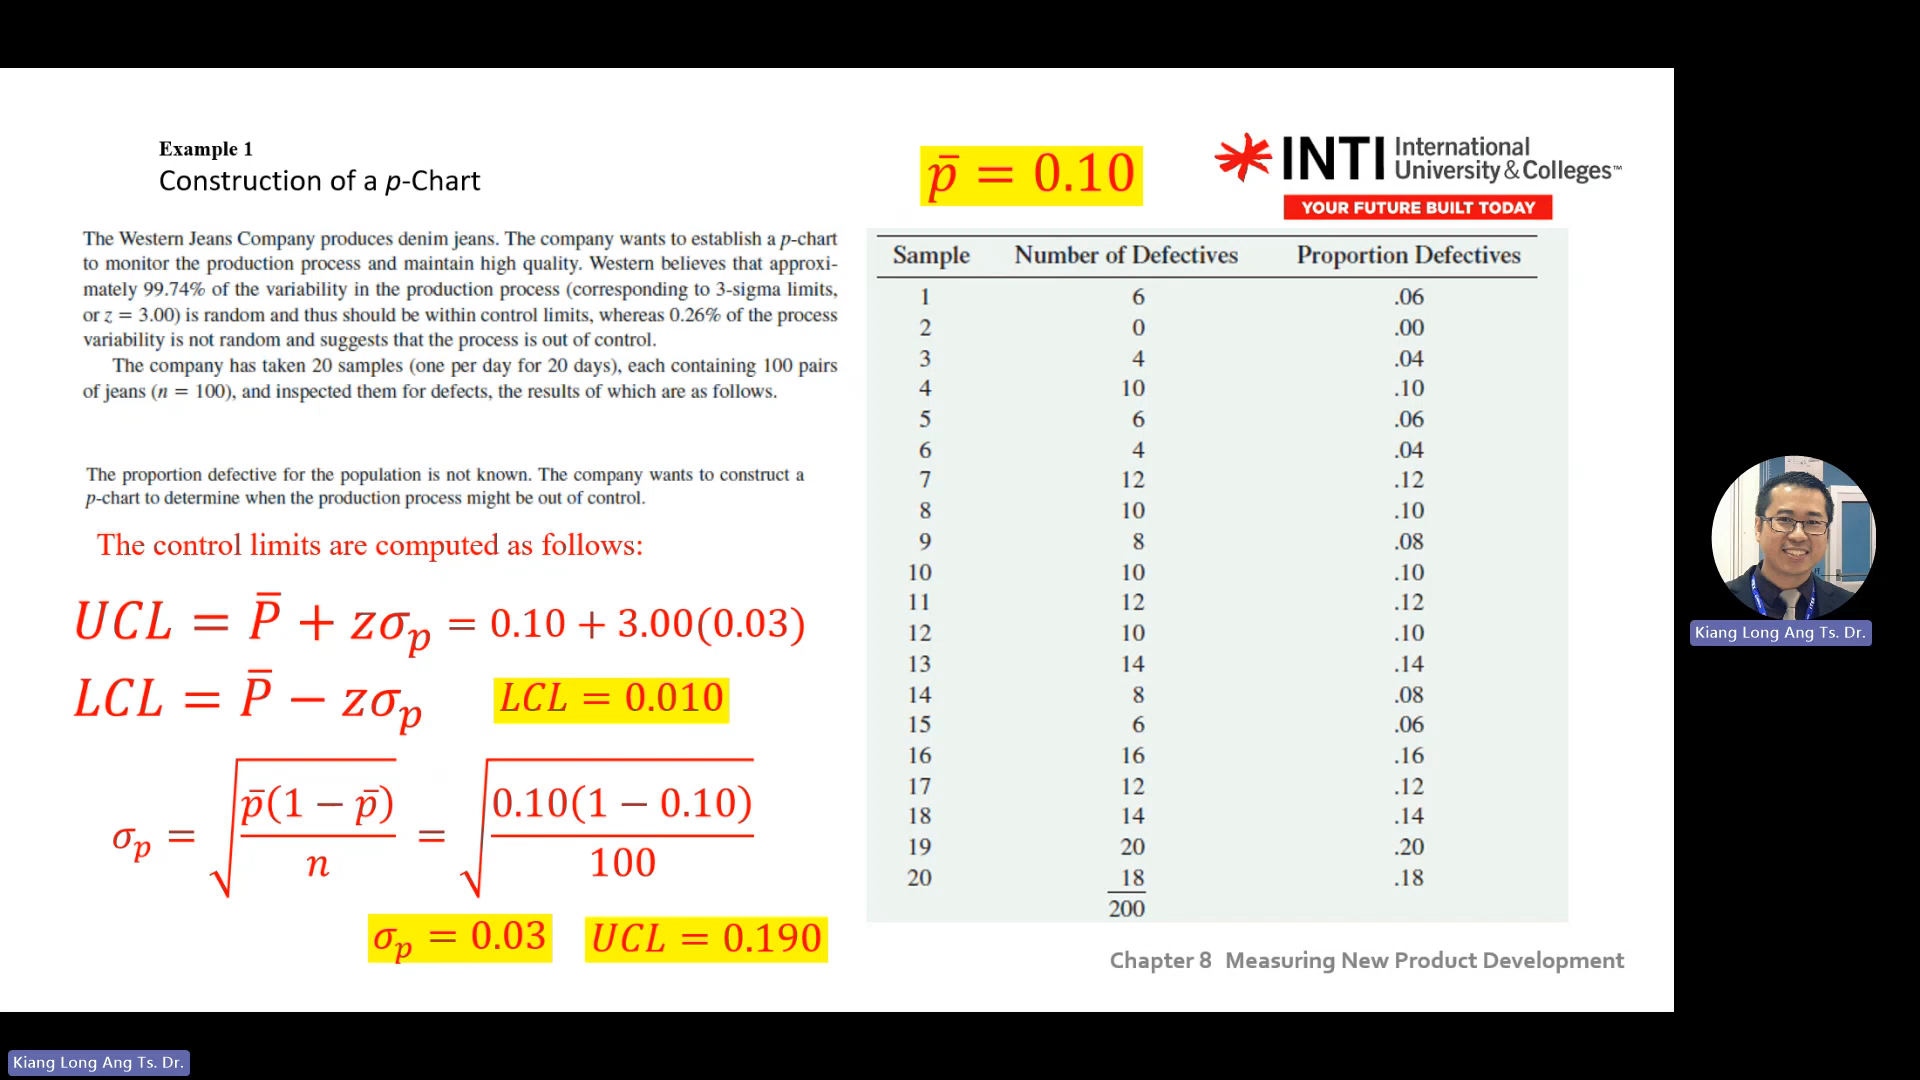 Example 1
Construction of a p-Chart
p̄ = 0.10
INTI International University & Colleges™
YOUR FUTURE BUILT TODAY
The Western Jeans Company produces denim jeans. The company wants to establish a p-chart
to monitor the production process and maintain high quality. Western believes that approxi-
mately 99.74% of the variability in the production process (corresponding to 3-sigma limits,
or z = 3.00) is random and thus should be within control limits, whereas 0.26% of the process
variability is not random and suggests that the process is out of control.
The company has taken 20 samples (one per day for 20 days), each containing 100 pairs
of jeans (n = 100), and inspected them for defects, the results of which are as follows.
The proportion defective for the population is not known. The company wants to construct a
p-chart to determine when the production process might be out of control.
The control limits are computed as follows:
UCL = P̄ + zσp = 0.10 + 3.00(0.03)
LCL = P̄ − zσp LCL = 0.010
σp = √(p̄(1 − p̄)/n) = √(0.10(1 − 0.10)/100)
σp = 0.03 UCL = 0.190
Sample Number of Defectives Proportion Defectives
1 6 .06
2 0 .00
3 4 .04
4 10 .10
5 6 .06
6 4 .04
7 12 .12
8 10 .10
9 8 .08
10 10 .10
11 12 .12
12 10 .10
13 14 .14
14 8 .08
15 6 .06
16 16 .16
17 12 .12
18 14 .14
19 20 .20
20 18 .18
200
Chapter 8 Measuring New Product Development
Kiang Long Ang Ts. Dr.
Kiang Long Ang Ts. Dr.